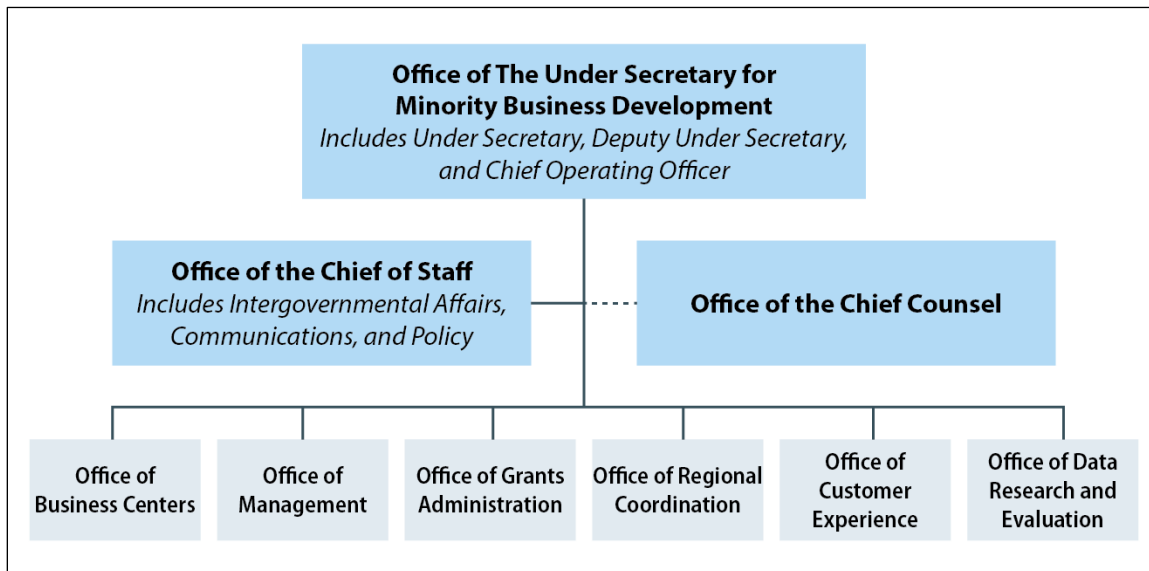 Office of The Under Secretary for
Minority Business Development
Includes Under Secretary, Deputy Under Secretary,
and Chief Operating Officer
Office of the Chief of Staff
Includes Intergovernmental Affairs,
Communications, and Policy
Office of the Chief Counsel
Office of
Business Centers
Office of
Management
Office of Grants
Administration
Office of Regional
Coordination
Office of
Customer
Experience
Office of Data
Research and
Evaluation